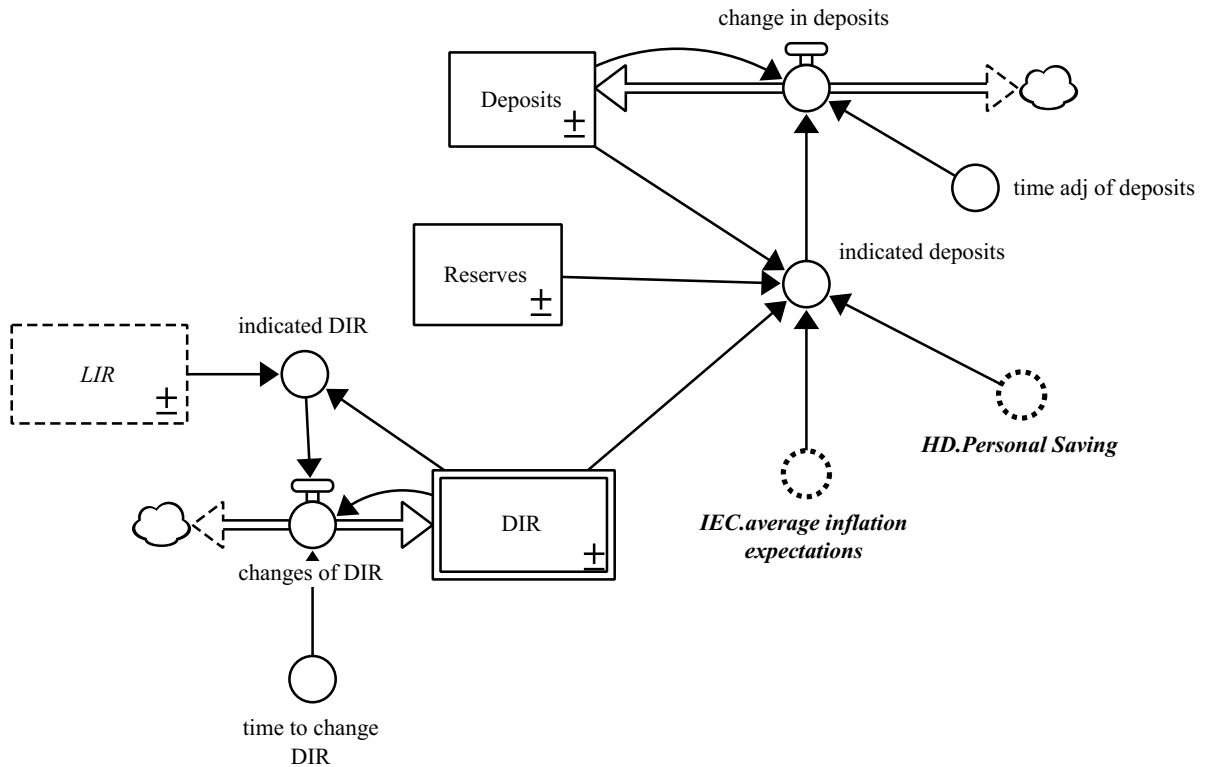 change in deposits
Deposits
±
time adj of deposits
indicated deposits
Reserves
±
indicated DIR
LIR
±
HD.Personal Saving
DIR
±
IEC.average inflation
expectations
changes of DIR
time to change
DIR